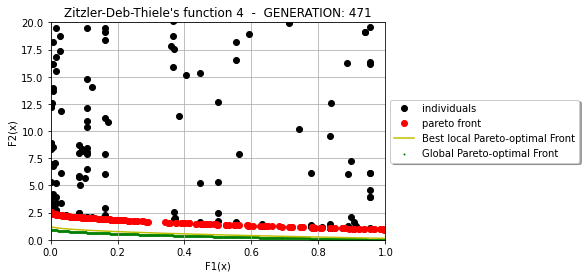 Zitzler-Deb-Thiele's function 4  -  GENERATION: 471
20.0
17.5
15.0
12.5
10.0
7.5
5.0
2.5
0.0
F2(x)
0.0 0.2 0.4 0.6 0.8 1.0
F1(x)
individuals
pareto front
Best local Pareto-optimal Front
Global Pareto-optimal Front